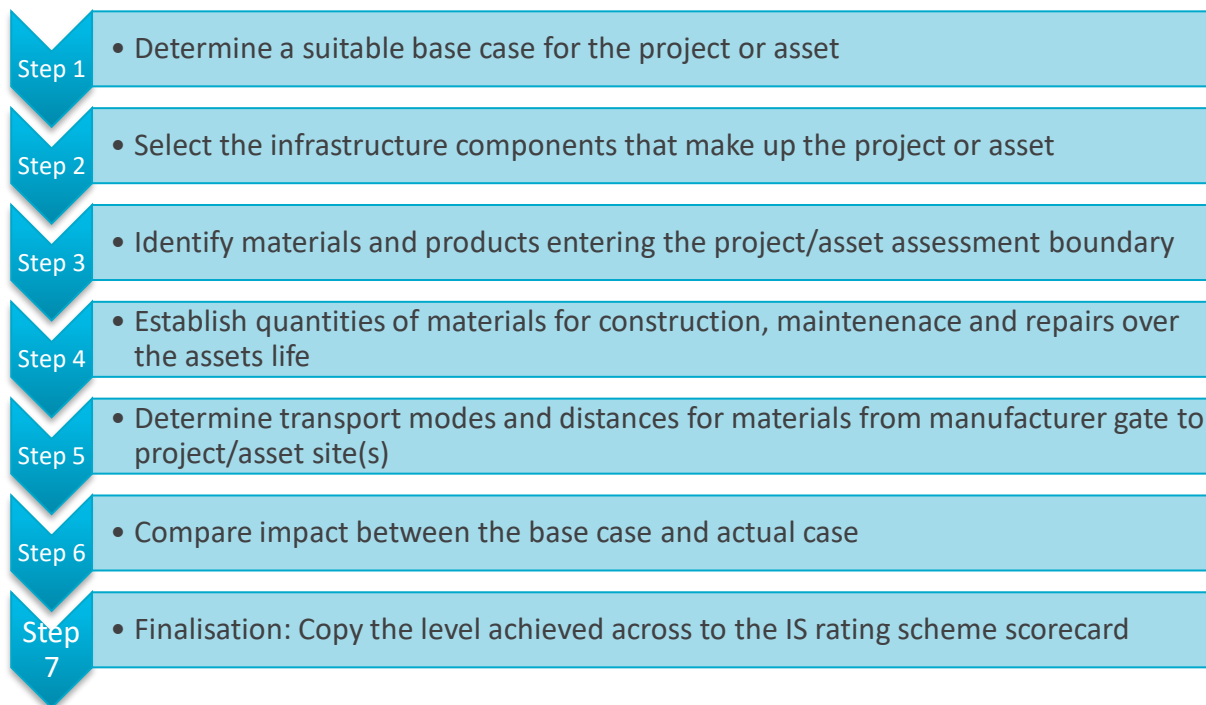 Step 1
• Determine a suitable base case for the project or asset
Step 2
• Select the infrastructure components that make up the project or asset
Step 3
• Identify materials and products entering the project/asset assessment boundary
Step 4
• Establish quantities of materials for construction, maintenenace and repairs over
the assets life
Step 5
• Determine transport modes and distances for materials from manufacturer gate to
project/asset site(s)
Step 6
• Compare impact between the base case and actual case
Step
7
• Finalisation: Copy the level achieved across to the IS rating scheme scorecard